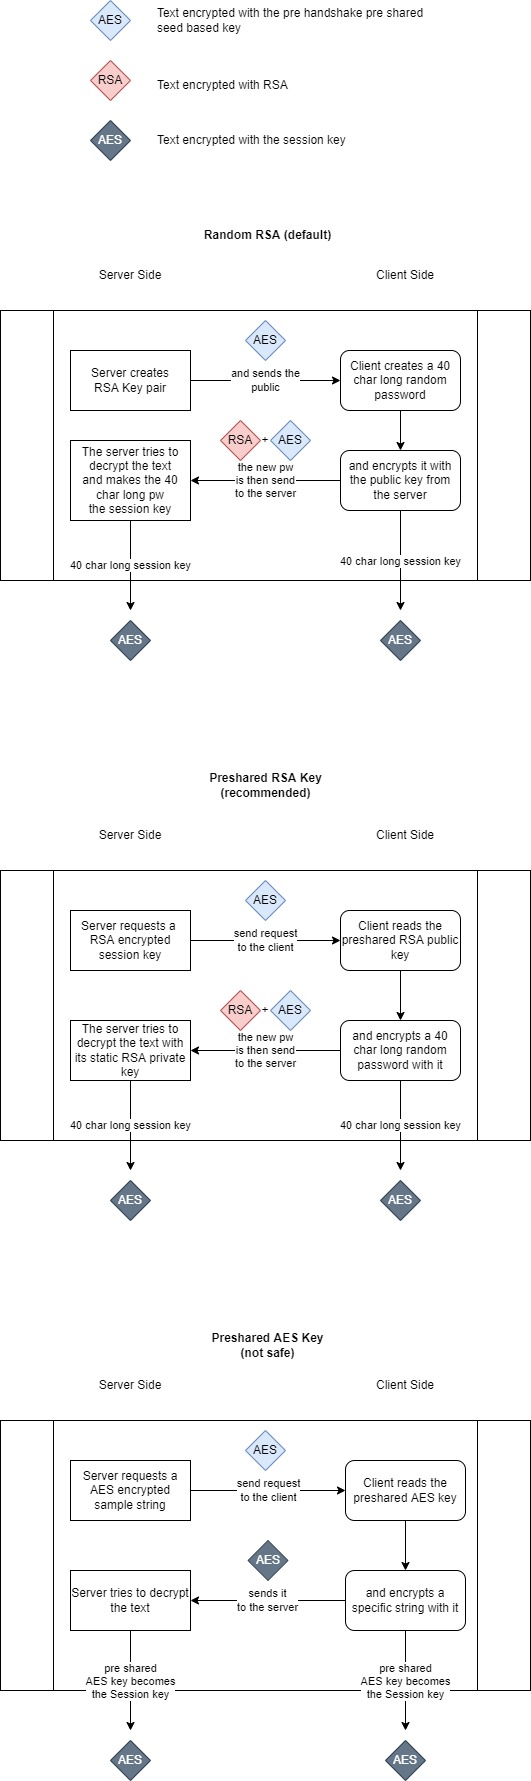 AES
Text encrypted with the pre handshake pre shared
seed based key
RSA
Text encrypted with RSA
AES
Text encrypted with the session key
Random RSA (default)
Server Side
Client Side
AES
Server creates
RSA Key pair
and sends the
public
Client creates a 40
char long random
password
RSA
+
AES
The server tries to
decrypt the text
and makes the 40
char long pw
the session key
the new pw
is then send
to the server
and encrypts it with
the public key from
the server
40 char long session key
40 char long session key
AES
AES
Preshared RSA Key
(recommended)
Server Side
Client Side
AES
Server requests a
RSA encrypted
session key
send request
to the client
Client reads the
preshared RSA public
key
RSA
+
AES
The server tries to
decrypt the text with
its static RSA private
key
the new pw
is then send
to the server
and encrypts a 40
char long random
password with it
40 char long session key
40 char long session key
AES
AES
Preshared AES Key
(not safe)
Server Side
Client Side
AES
Server requests a
AES encrypted
sample string
send request
to the client
Client reads the
preshared AES key
AES
Server tries to decrypt
the text
sends it
to the server
and encrypts a
specific string with it
pre shared
AES key becomes
the Session key
pre shared
AES key becomes
the Session key
AES
AES